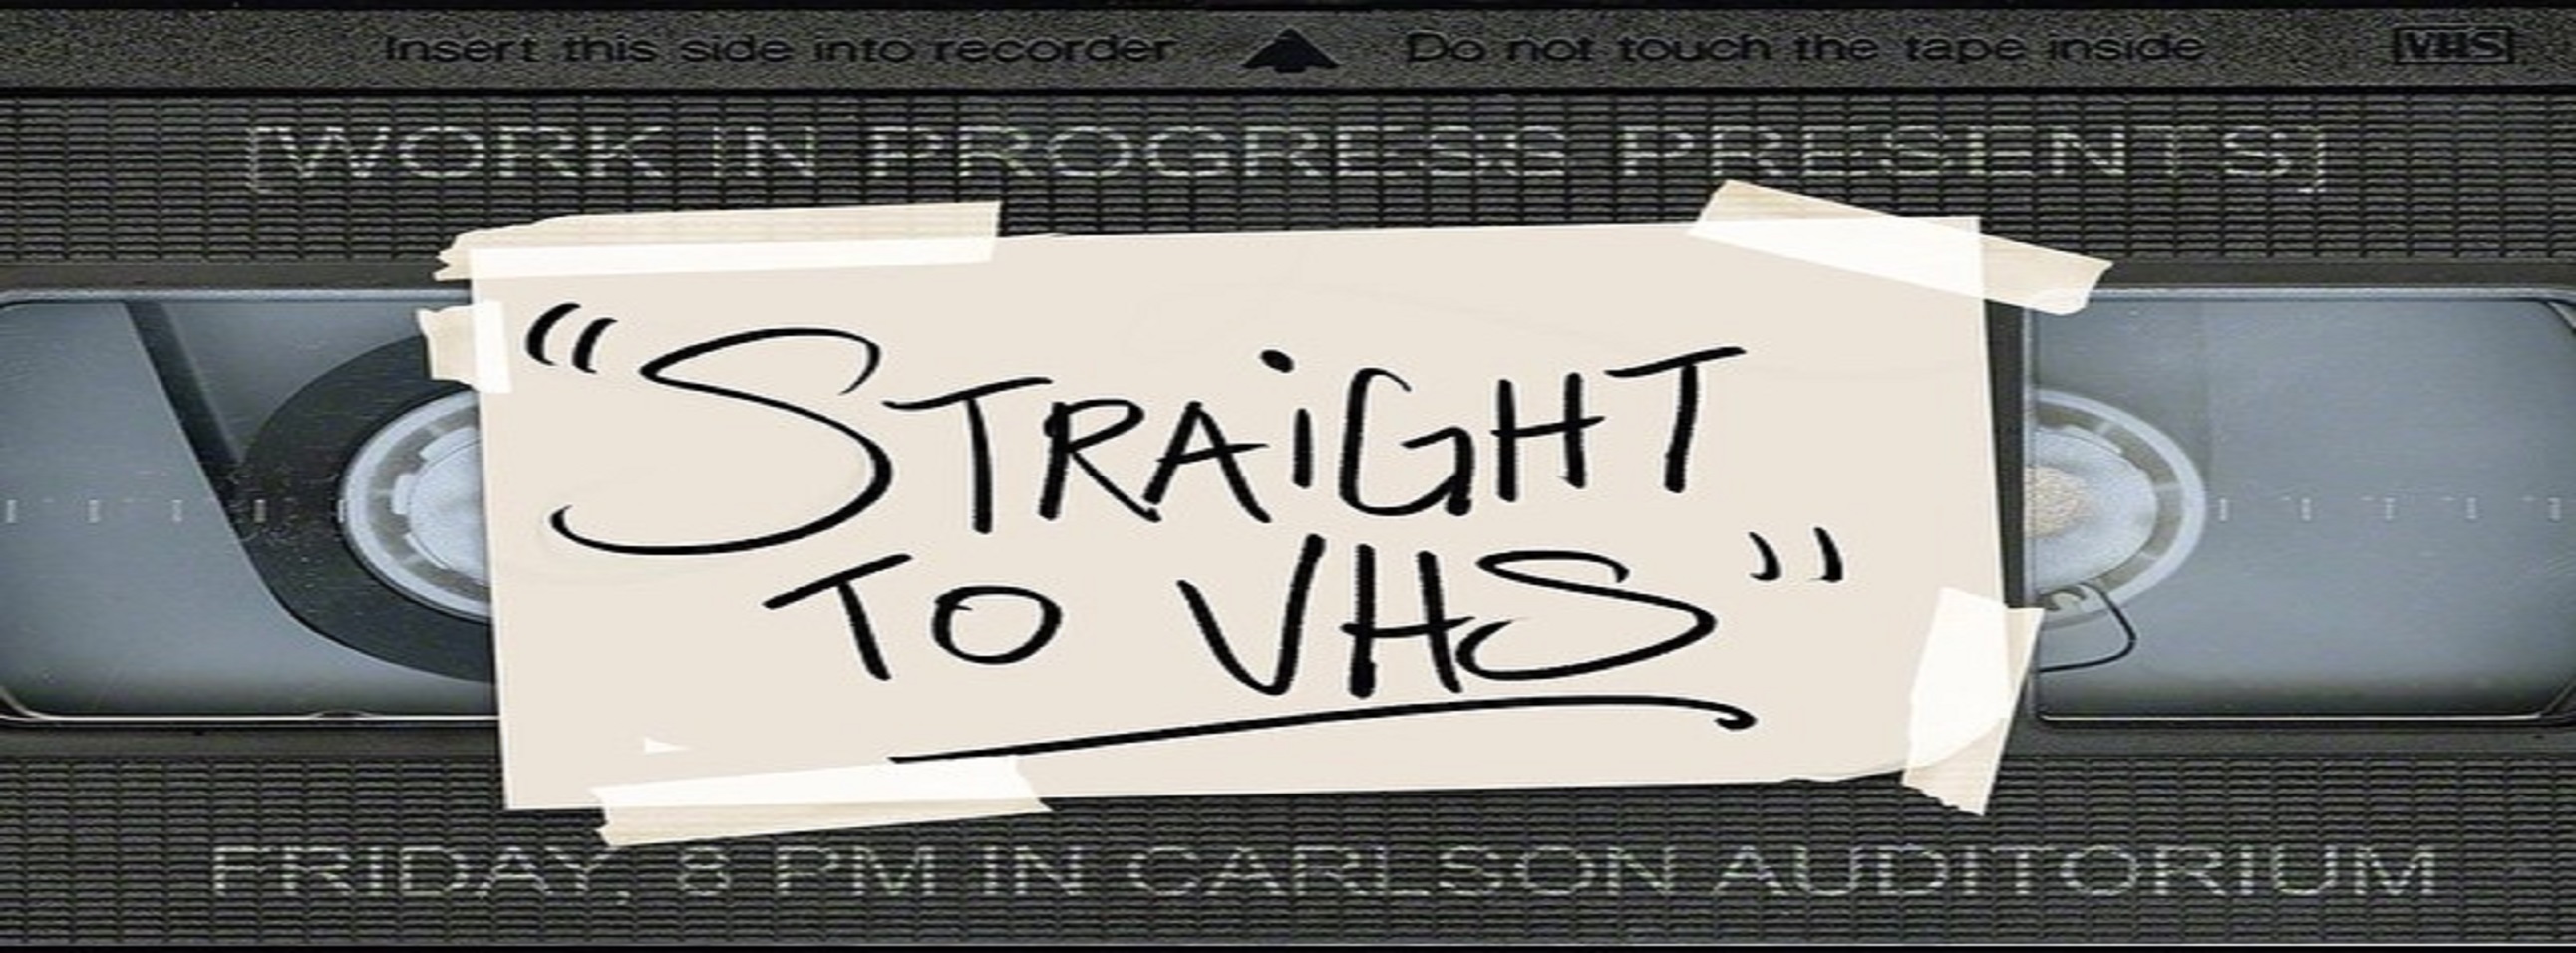 Insert this side into recorder ▲ Do not touch the tape inside VHS
[WORK IN PROGRESS PRESENTS]
"STRAiGHT
TO VHS"
FRIDAY, 8 PM IN CARLSON AUDITORIUM